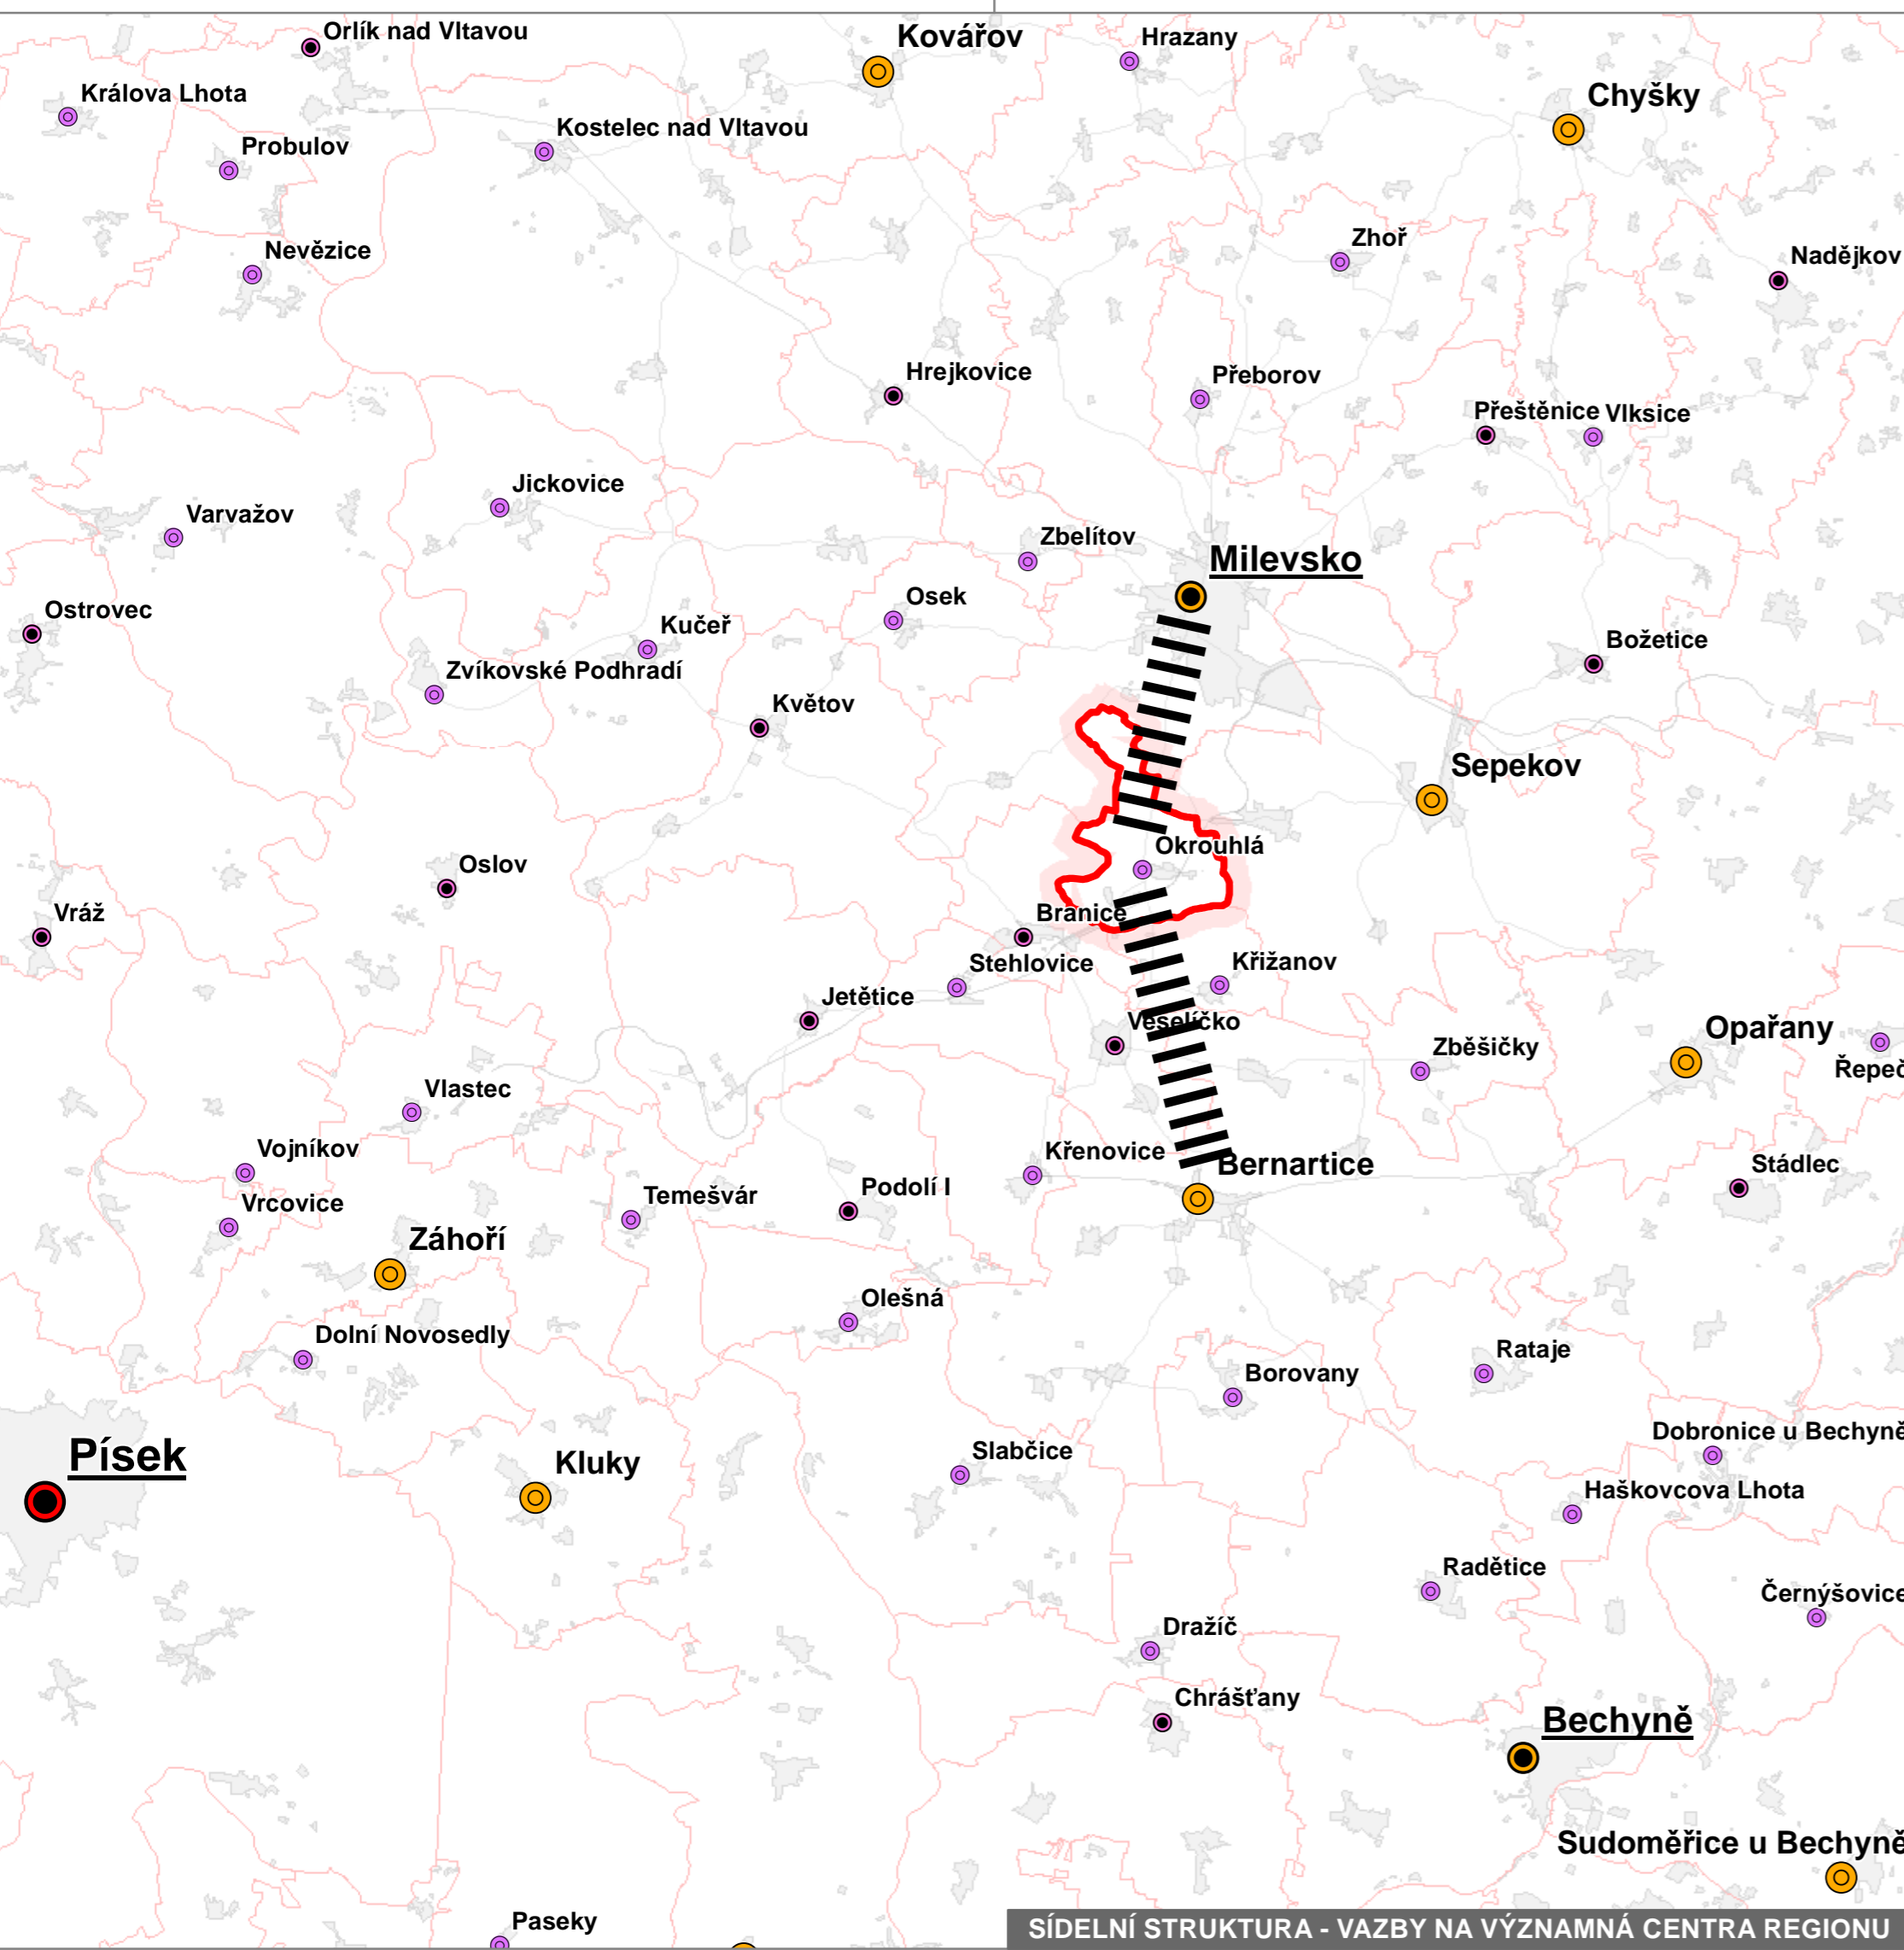 Orlík nad Vltavou
Kovářov
Hrazany
Králova Lhota
Chyšky
Kostelec nad Vltavou
Probulov
Zhoř
Nevězice
Nadějkov
Hrejkovice
Přeborov
Přeštěnice
Vlksice
Jickovice
Varvažov
Zbelítov
Milevsko
Osek
Ostrovec
Kučeř
Božetice
Zvíkovské Podhradí
Květov
Sepekov
Okrouhlá
Oslov
Vráž
Branice
Stehlovice
Křižanov
Jetětice
Veselíčko
Opařany
Zběšičky
Řepeč
Vlastec
Vojníkov
Křenovice
Bernartice
Stádlec
Podolí I
Temešvár
Vrcovice
Záhoří
Olešná
Dolní Novosedly
Rataje
Borovany
Dobronice u Bechyně
Písek
Slabčice
Kluky
Haškovcova Lhota
Radětice
Černýšovice
Dražíč
Chrášťany
Bechyně
Sudoměřice u Bechyně
Paseky
SÍDELNÍ STRUKTURA - VAZBY NA VÝZNAMNÁ CENTRA REGIONU